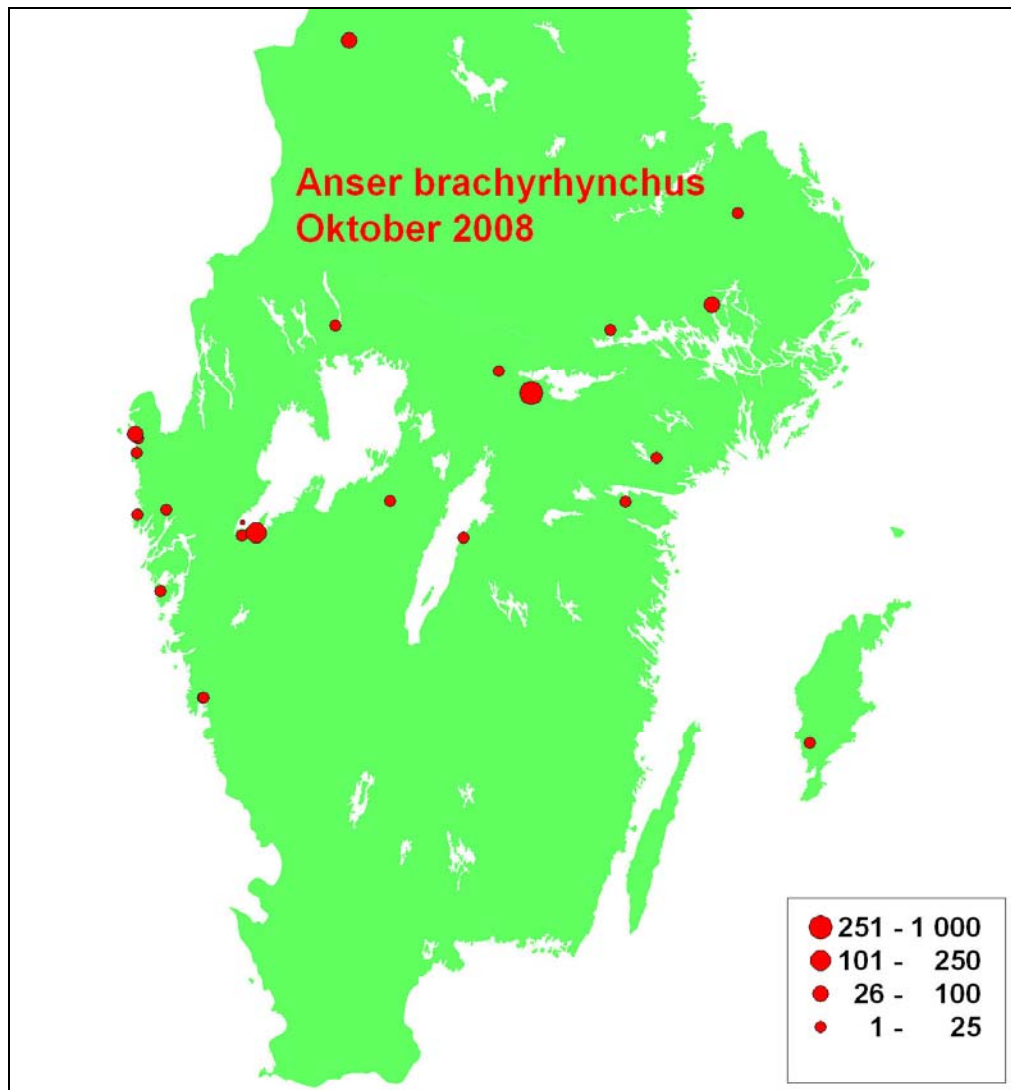 Anser brachyrhynchus
Oktober 2008
251 - 1 000
101 - 250
26 - 100
1 - 25